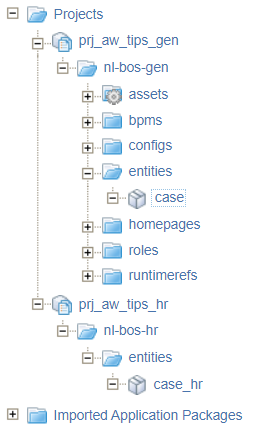 Projects
prj_aw_tips_gen
nl-bos-gen
assets
bpms
configs
entities
case
homepages
roles
runtimerefs
prj_aw_tips_hr
nl-bos-hr
entities
case_hr
Imported Application Packages